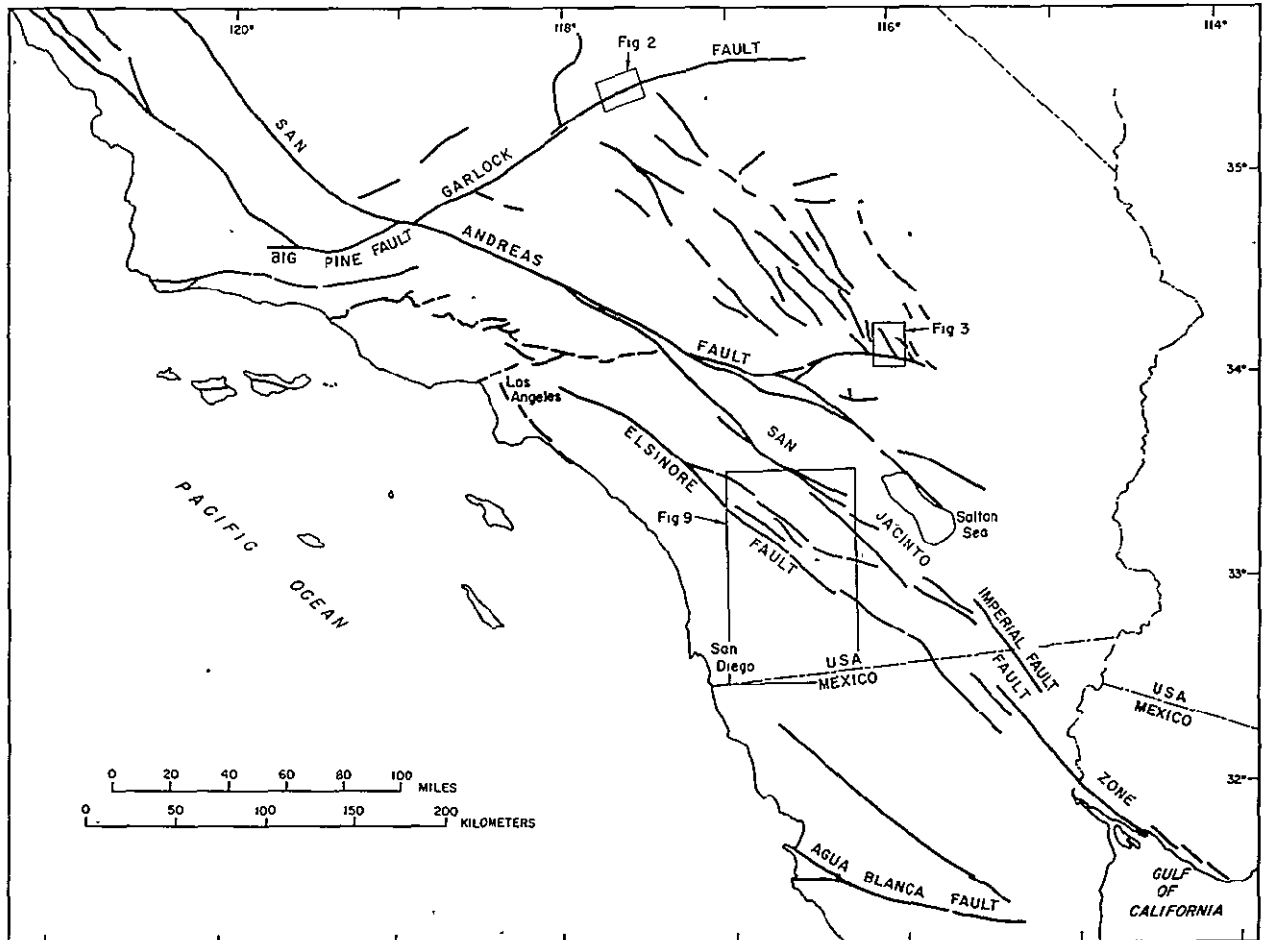 120°
118°
116°
114°
Fig 2
FAULT
SAN
GARLOCK
35°
ANDREAS
BIG PINE FAULT
Fig 3
FAULT
34°
Los
Angeles
ELSINORE
SAN
PACIFIC
OCEAN
Fig 9
JACINTO
Salton
Sea
FAULT
33°
IMPERIAL FAULT
FAULT
San
Diego
USA
MEXICO
USA
MEXICO
ZONE
32°
0 20 40 60 80 100 MILES
0 50 100 150 200 KILOMETERS
AGUA BLANCA FAULT
GULF
OF
CALIFORNIA